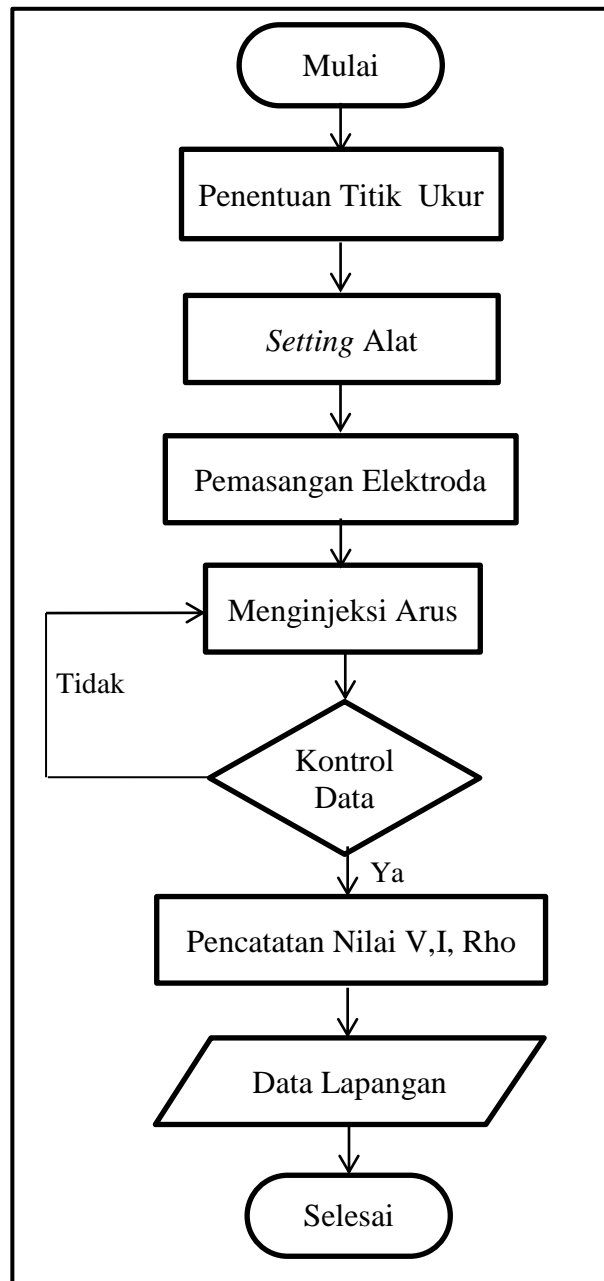 Mulai
Penentuan Titik Ukur
Setting Alat
Pemasangan Elektroda
Menginjeksi Arus
Tidak
Kontrol
Data
Ya
Pencatatan Nilai V,I, Rho
Data Lapangan
Selesai